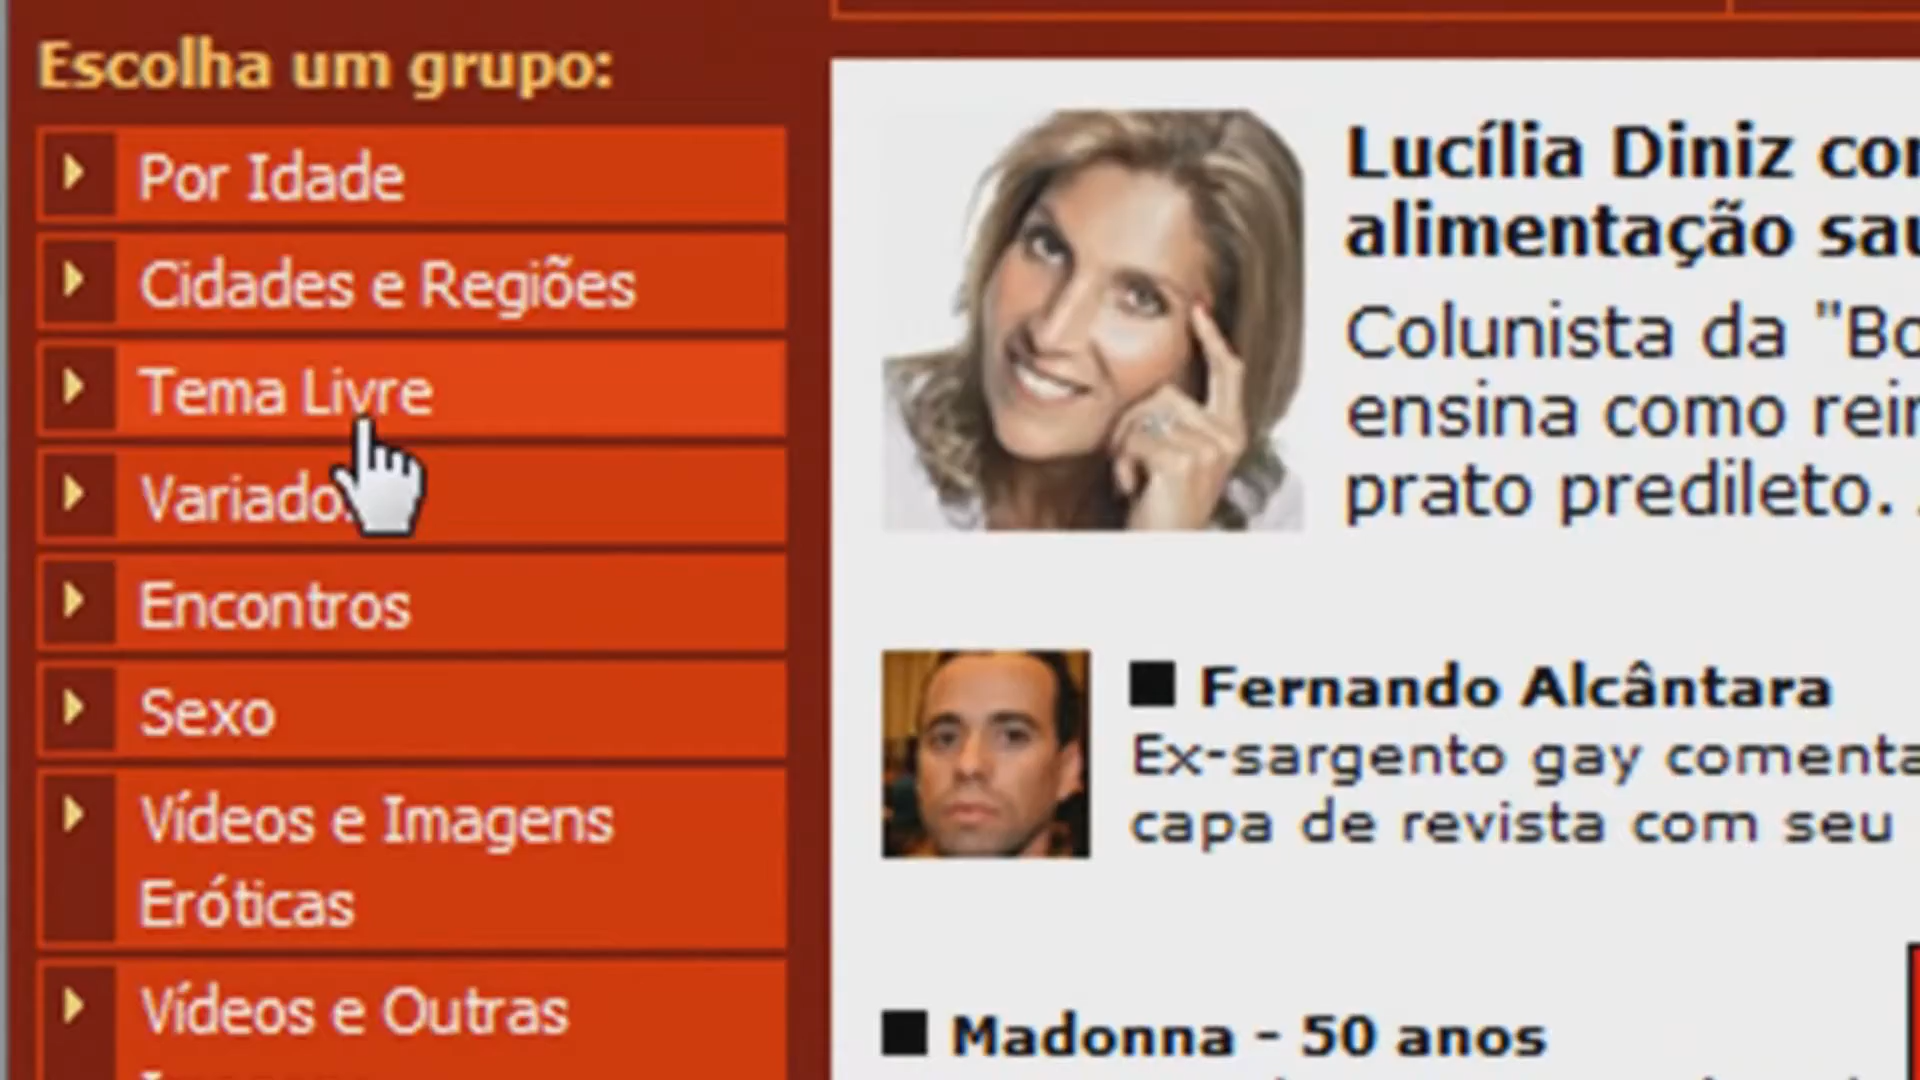 Escolha um grupo:
Por Idade
Cidades e Regiões
Tema Livre
Variado
Encontros
Sexo
Vídeos e Imagens
Eróticas
Vídeos e Outras
Lucília Diniz
alimentação
Colunista da
ensina como
prato predileto.
Fernando Alcântara
Ex-sargento gay comenta
capa de revista com seu
Madonna - 50 anos